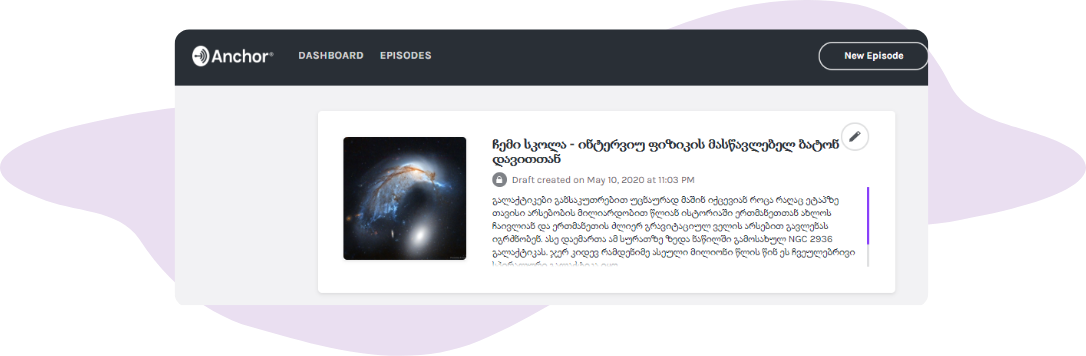 Anchor®
DASHBOARD
EPISODES
New Episode
ჩემი სკოლა - ინტერვიუ ფიზიკის მასწავლებელ ბატონ
დავითთან
Draft created on May 10, 2020 at 11:03 PM
გალაქტიკები განსაკუთრებით უცნაურად მაშინ იქცევიან როცა რაღაც ეტაპზე
თავისი არსებობის მილიარდობით წლიან ისტორიაში ერთმანეთთან ახლოს
ჩაივლიან და ერთმანეთის ძლიერ გრავიტაციულ ველის არსებით გავლენას
იგრძნობენ. ასე დაემართა ამ სურათზე ზედა ნაწილში გამოსახულ NGC 2936
გალაქტიკას. ჯერ კიდევ რამდენიმე ასეული მილიონი წლის წინ ეს ჩვეულებრივი